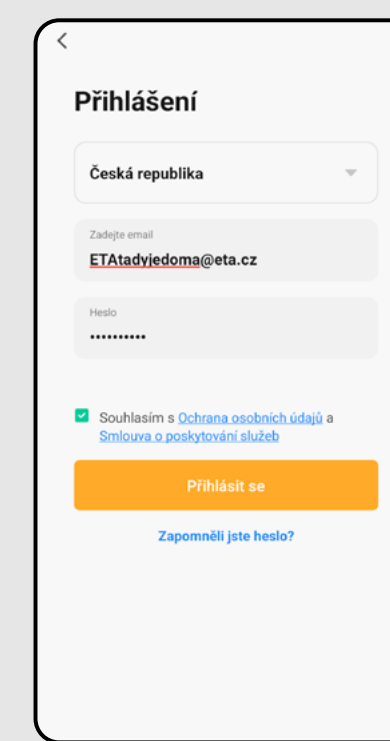 Přihlášení
Česká republika
Zadejte email
ETAtadyjedoma@eta.cz
Heslo
••••••••••
Souhlasím s Ochrana osobních údajů a
Smlouva o poskytování služeb
Přihlásit se
Zapomněli jste heslo?